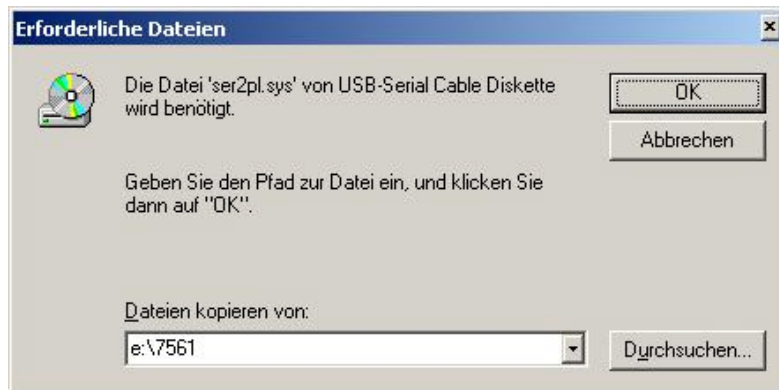 Erforderliche Dateien
Die Datei 'ser2pl.sys' von USB-Serial Cable Diskette
wird benötigt.
OK
Abbrechen
Geben Sie den Pfad zur Datei ein, und klicken Sie
dann auf "OK".
Dateien kopieren von:
e:\7561
Durchsuchen...